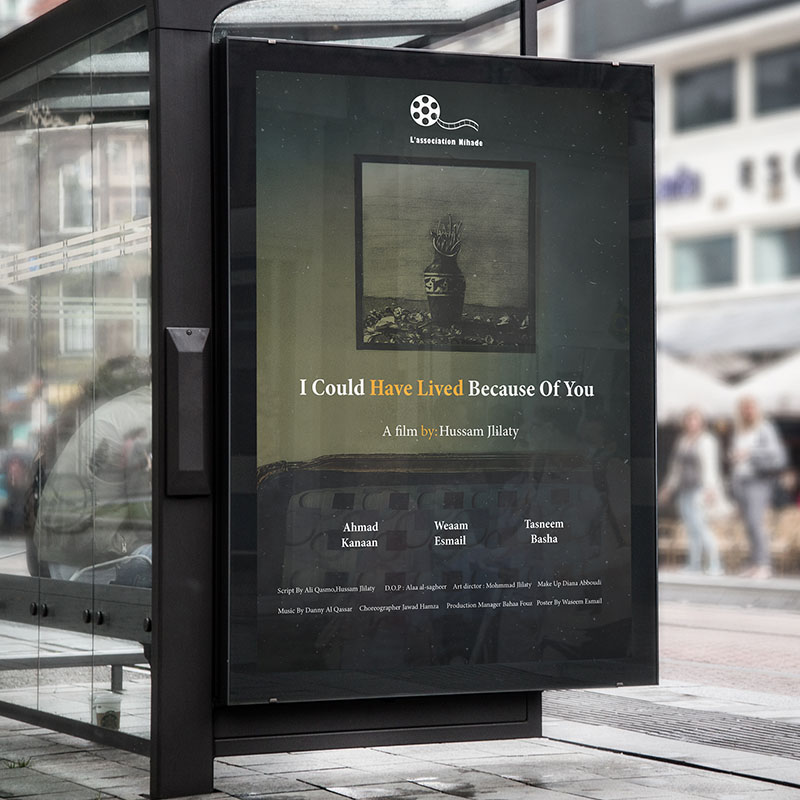 L'association Nihade
I Could Have Lived Because Of You
A film by: Hussam Jlilaty
Ahmad Kanaan
Weaam Esmail
Tasneem Basha
Script By Ali Qasmo,Hussam Jlilaty D.O.P : Alaa al-sagheer Art dirctor : Mohmmad Jlilaty Make Up Diana Abboudi
Music By Danny Al Qassar Choreographer Jawad Hamza Production Manager Bahaa Fouz Poster By Waseem Esmail